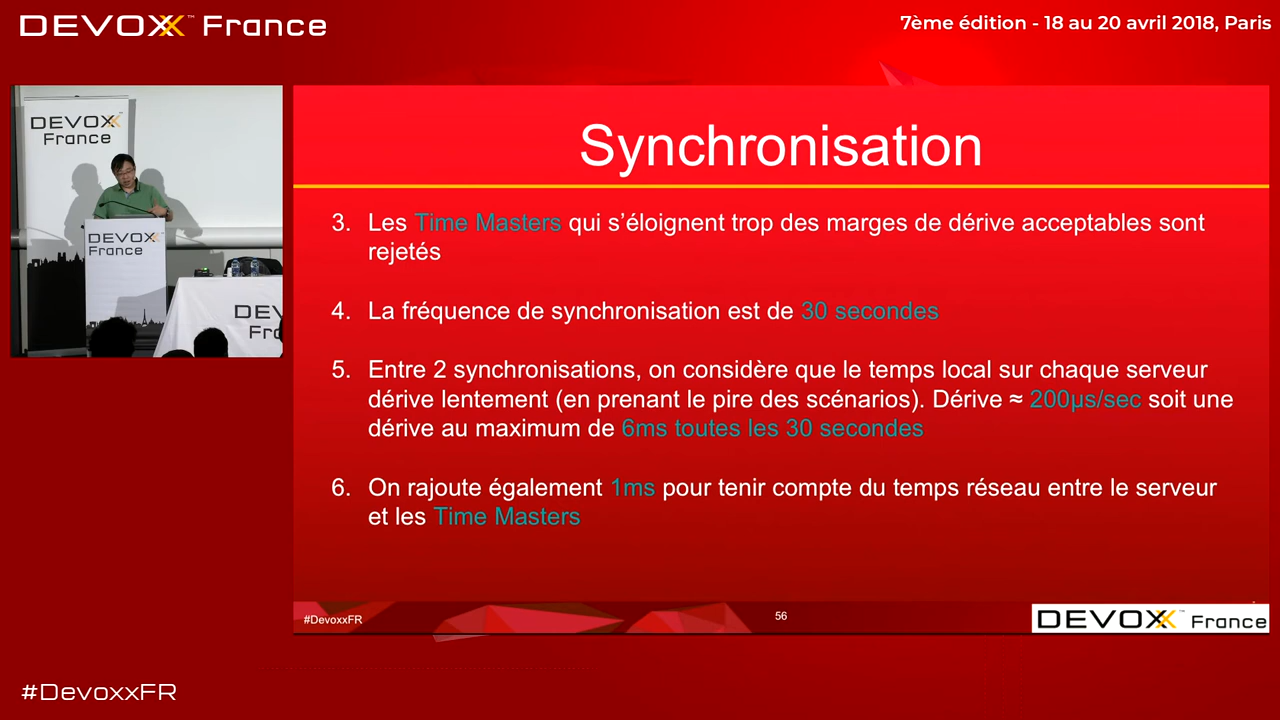 DEVOXX™ France
7ème édition - 18 au 20 avril 2018, Paris
DEVOXX
France
DEVOXX
France
DEV
Fra
Synchronisation
3. Les Time Masters qui s’éloignent trop des marges de dérive acceptables sont
rejetés
4. La fréquence de synchronisation est de 30 secondes
5. Entre 2 synchronisations, on considère que le temps local sur chaque serveur
dérive lentement (en prenant le pire des scénarios). Dérive ≈ 200µs/sec soit une
dérive au maximum de 6ms toutes les 30 secondes
6. On rajoute également 1ms pour tenir compte du temps réseau entre le serveur
et les Time Masters
#DevoxxFR
56
DEVOXX™ France
#DevoxxFR